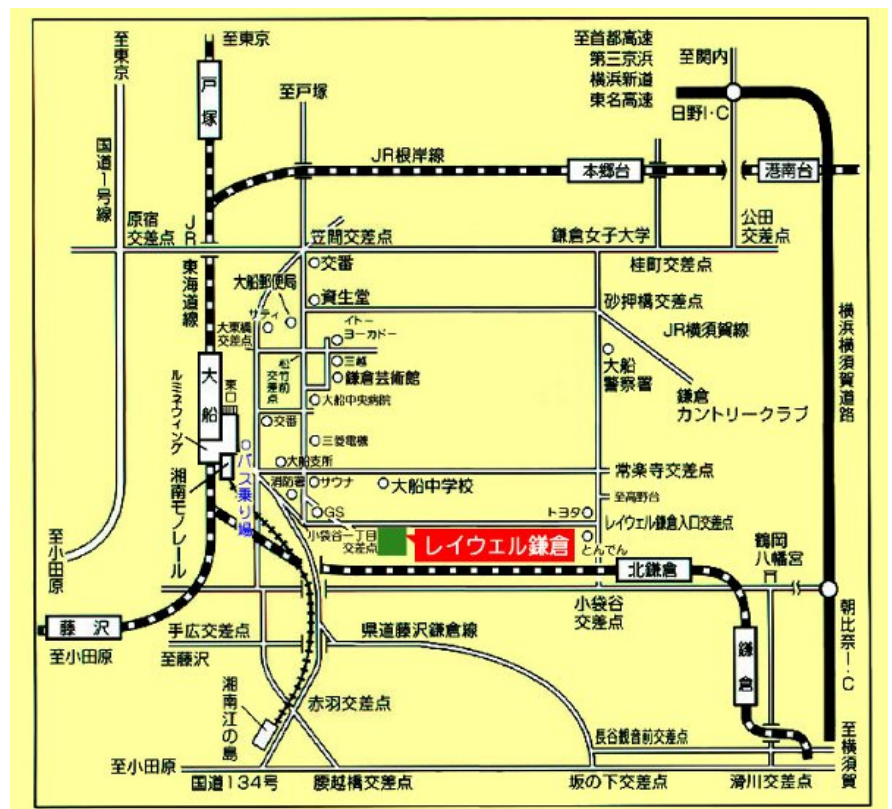 至東京
至東京
戸塚
至戸塚
至首都高速
第三京浜
横浜新道
東名高速
至関内
日野I・C
国道1号線
JR根岸線
本郷台
港南台
原宿
交差点
JR
東海道線
笠間交差点
鎌倉女子大学
公田
交差点
交番
桂町交差点
大船郵便局
資生堂
砂押橋交差点
サティ
イトー
ヨーカドー
JR横須賀線
横浜横須賀道路
大東橋
交差点
松竹前
交差点
三越
鎌倉芸術館
大船
警察署
鎌倉
カントリークラブ
大船
東口
ルミネウィング
大船中央病院
交番
三菱電機
バス乗り場
大船支所
常楽寺交差点
湘南モノレール
消防署
サウナ
大船中学校
至高野台
GS
トヨタ
レイウェル鎌倉入口交差点
小袋谷一丁目
交差点
レイウェル鎌倉
とんでん
鶴岡
八幡宮
至小田原
北鎌倉
小袋谷
交差点
朝比奈I・C
藤沢
手広交差点
県道藤沢鎌倉線
至小田原
至藤沢
鎌倉
湘南江の島
赤羽交差点
長谷観音前交差点
至横須賀
至小田原
国道134号
腰越橋交差点
坂の下交差点
滑川交差点